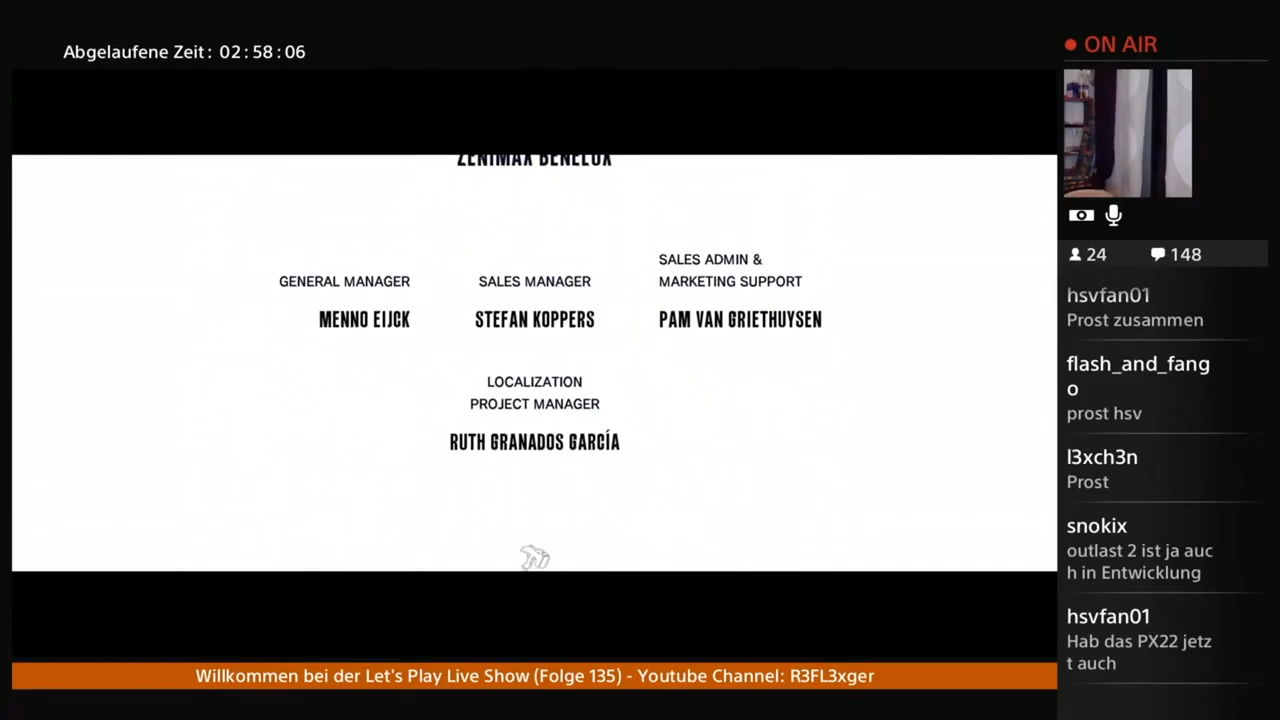 Abgelaufene Zeit: 02:58:06
ON AIR
ZENIMAX BENELUX
GENERAL MANAGER
MENNO EIJCK
SALES MANAGER
STEFAN KOPPERS
SALES ADMIN &
MARKETING SUPPORT
PAM VAN GRIETHUYSEN
LOCALIZATION
PROJECT MANAGER
RUTH GRANADOS GARCÍA
24 148
hsvfan01
Prost zusammen
flash_and_fang
o
prost hsv
l3xch3n
Prost
snokix
outlast 2 ist ja auc
h in Entwicklung
hsvfan01
Hab das PX22 jetz
t auch
Willkommen bei der Let's Play Live Show (Folge 135) - Youtube Channel: R3FL3xger